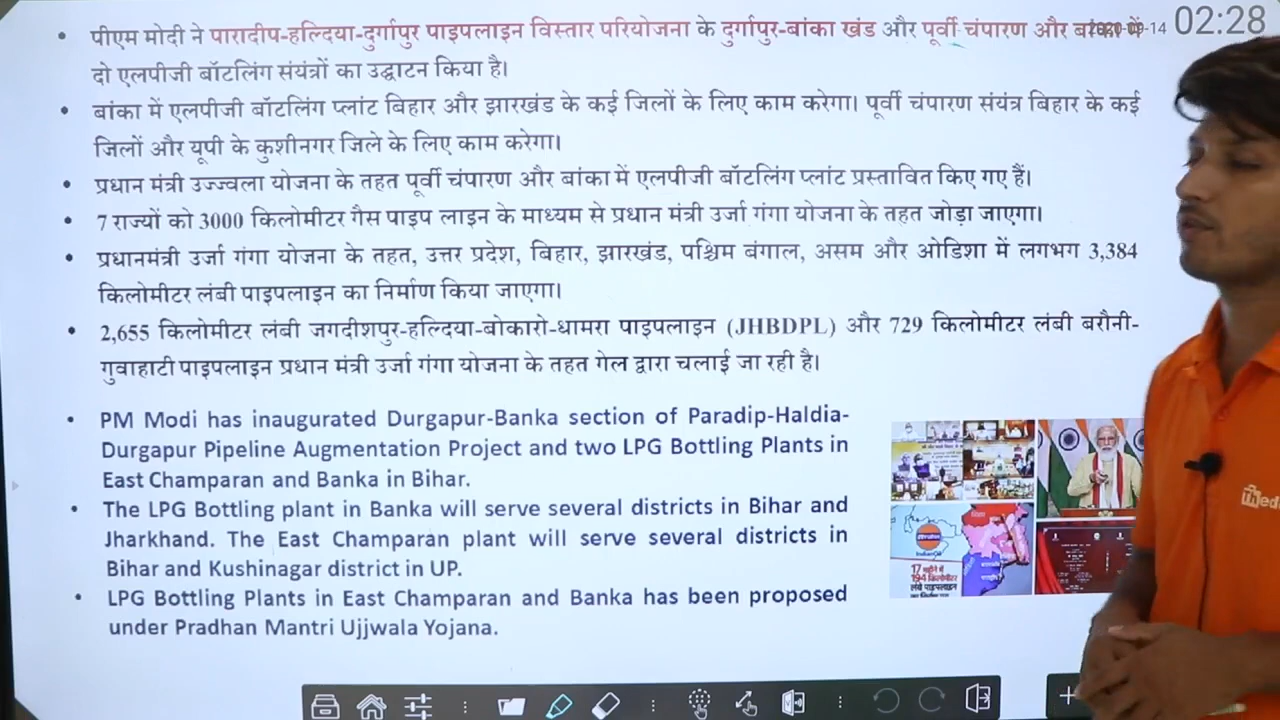 पीएम मोदी ने पारादीप-हल्दिया-दुर्गापुर पाइपलाइन विस्तार परियोजना के दुर्गापुर-बांका खंड और पूर्वी चंपारण और बांका में
2020-09-14 02:28
दो एलपीजी बॉटलिंग संयंत्रों का उद्घाटन किया है।
बांका में एलपीजी बॉटलिंग प्लांट बिहार और झारखंड के कई जिलों के लिए काम करेगा। पूर्वी चंपारण संयंत्र बिहार के कई
जिलों और यूपी के कुशीनगर जिले के लिए काम करेगा।
प्रधान मंत्री उज्ज्वला योजना के तहत पूर्वी चंपारण और बांका में एलपीजी बॉटलिंग प्लांट प्रस्तावित किए गए हैं।
7 राज्यों को 3000 किलोमीटर गैस पाइप लाइन के माध्यम से प्रधान मंत्री उर्जा गंगा योजना के तहत जोड़ा जाएगा।
प्रधानमंत्री उर्जा गंगा योजना के तहत, उत्तर प्रदेश, बिहार, झारखंड, पश्चिम बंगाल, असम और ओडिशा में लगभग 3,384
किलोमीटर लंबी पाइपलाइन का निर्माण किया जाएगा।
2,655 किलोमीटर लंबी जगदीशपुर-हल्दिया-बोकारो-धामरा पाइपलाइन (JHBDPL) और 729 किलोमीटर लंबी बरौनी-
गुवाहाटी पाइपलाइन प्रधान मंत्री उर्जा गंगा योजना के तहत गेल द्वारा चलाई जा रही है।
PM Modi has inaugurated Durgapur-Banka section of Paradip-Haldia-
Durgapur Pipeline Augmentation Project and two LPG Bottling Plants in
East Champaran and Banka in Bihar.
The LPG Bottling plant in Banka will serve several districts in Bihar and
Jharkhand. The East Champaran plant will serve several districts in
Bihar and Kushinagar district in UP.
LPG Bottling Plants in East Champaran and Banka has been proposed
under Pradhan Mantri Ujjwala Yojana.
IndianOil
17 महीने में
194 किलोमीटर